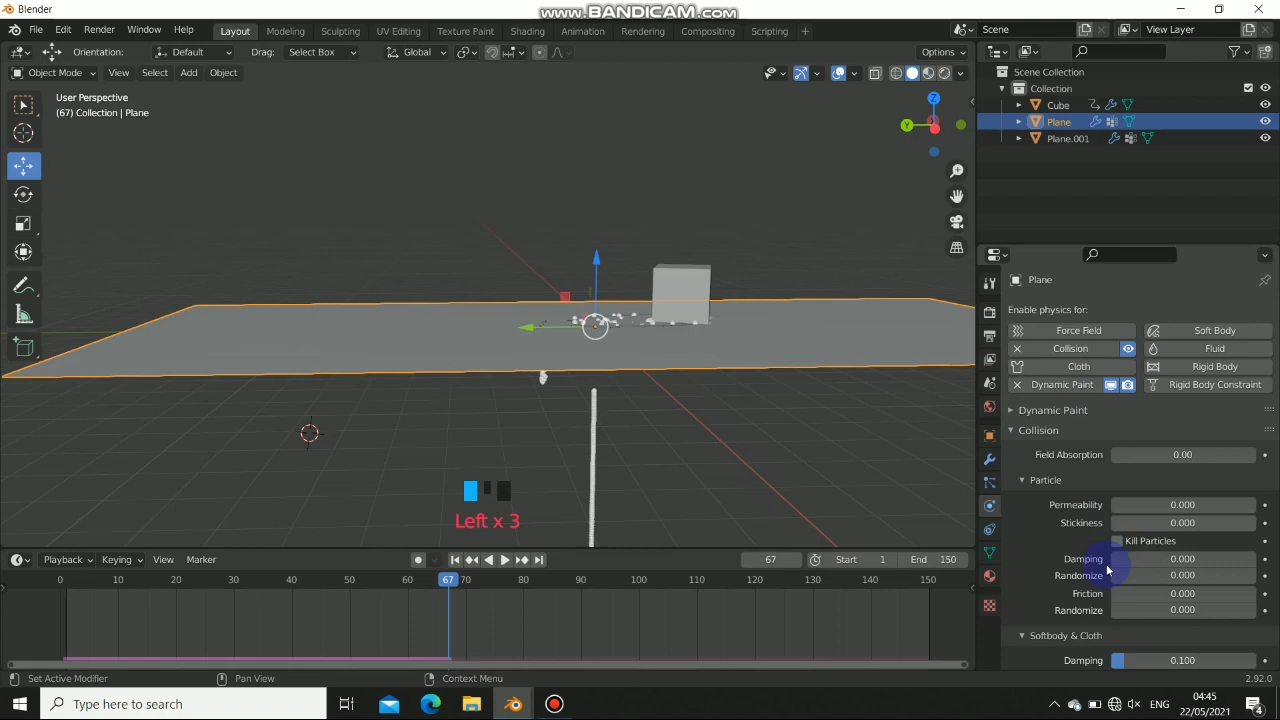 Blender
www.BANDICAM.com
File Edit Render Window Help Layout Modeling Sculpting UV Editing Texture Paint Shading Animation Rendering Compositing Scripting + Scene View Layer
Orientation: Default Drag: Select Box Global Options
Object Mode View Select Add Object
User Perspective
(67) Collection | Plane
Z
Y
Left x 3
Scene Collection
Collection
Cube
Plane
Plane.001
Plane
Enable physics for:
Force Field Soft Body
Collision Fluid
Cloth Rigid Body
Dynamic Paint Rigid Body Constraint
Dynamic Paint
Collision
Field Absorption 0.00
Particle
Permeability 0.000
Stickiness 0.000
Kill Particles
Damping 0.000
Randomize 0.000
Friction 0.000
Randomize 0.000
Softbody & Cloth
Damping 0.100
Playback Keying View Marker 67 Start 1 End 150
0 10 20 30 40 50 60 67 70 80 90 100 110 120 130 140 150
Set Active Modifier Pan View Context Menu 2.92.0
Type here to search
ENG
04:45
22/05/2021
4